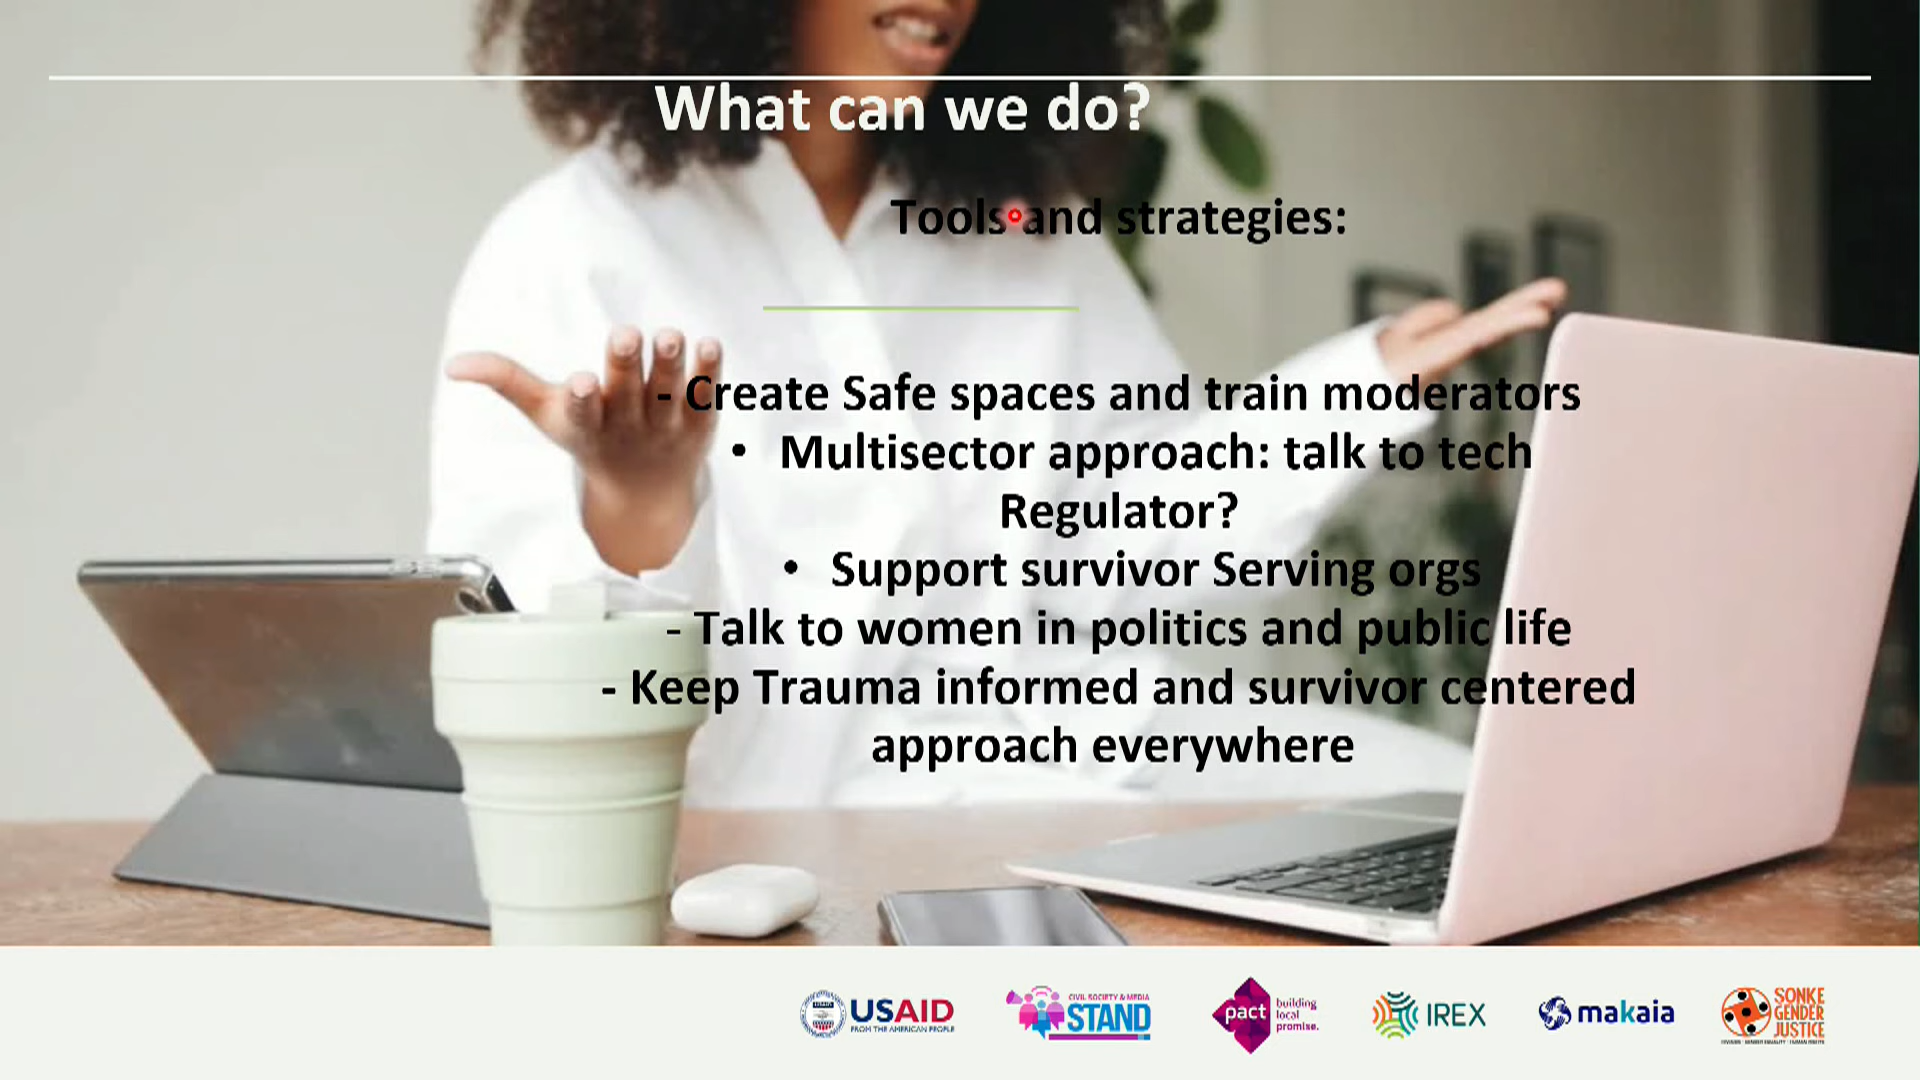 What can we do?
Tools and strategies:
- Create Safe spaces and train moderators
• Multisector approach: talk to tech
Regulator?
• Support survivor Serving orgs
- Talk to women in politics and public life
- Keep Trauma informed and survivor centered
approach everywhere
USAID
FROM THE AMERICAN PEOPLE
CIVIL SOCIETY & MEDIA
STAND
pact
building
local
promise.
IREX
makaia
SONKE
GENDER
JUSTICE